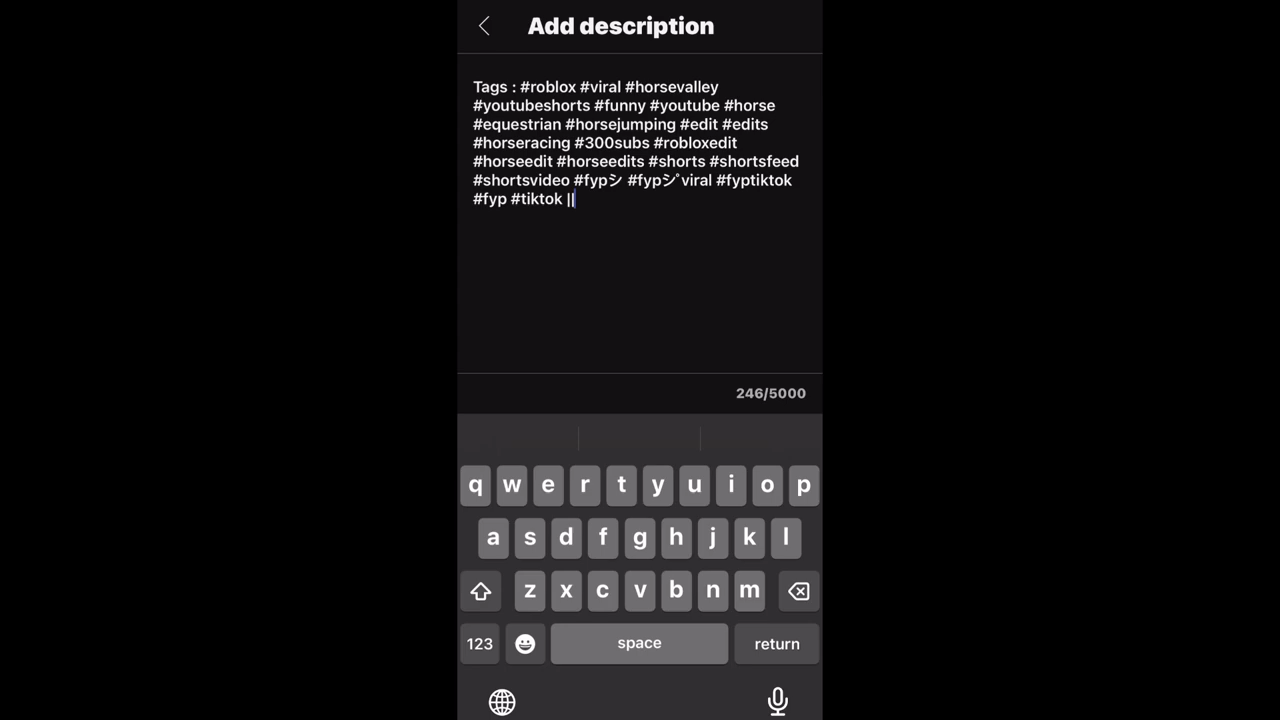 Add description
Tags : #roblox #viral #horsevalley
#youtubeshorts #funny #youtube #horse
#equestrian #horsejumping #edit #edits
#horseracing #300subs #robloxedit
#horseedit #horseedits #shorts #shortsfeed
#shortsvideo #fypシ #fypシ゚viral #fyptiktok
#fyp #tiktok ||
246/5000
q w e r t y u i o p
a s d f g h j k l
z x c v b n m
123 space return